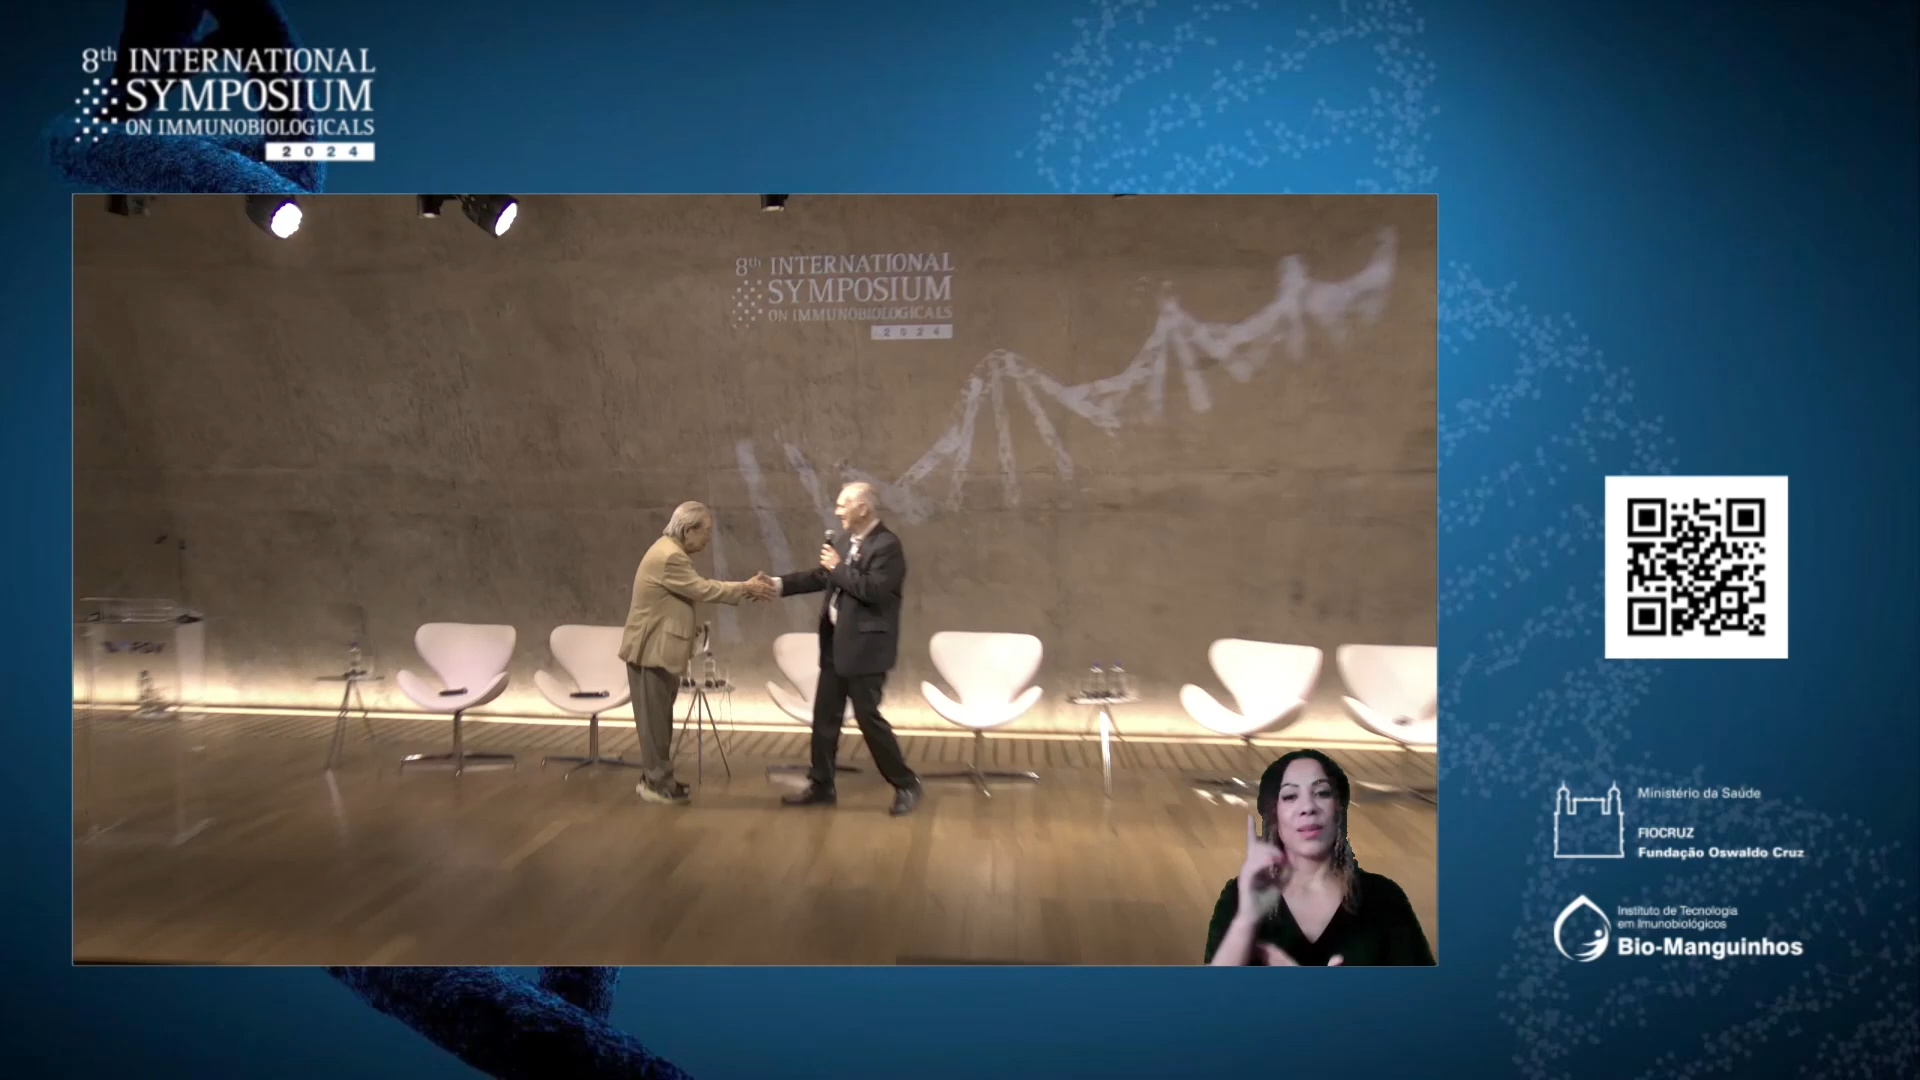 8th INTERNATIONAL
SYMPOSIUM
ON IMMUNOBIOLOGICALS
2024
8th INTERNATIONAL
SYMPOSIUM
ON IMMUNOBIOLOGICALS
2024
Ministério da Saúde
FIOCRUZ
Fundação Oswaldo Cruz
Instituto de Tecnologia
em Imunobiológicos
Bio-Manguinhos